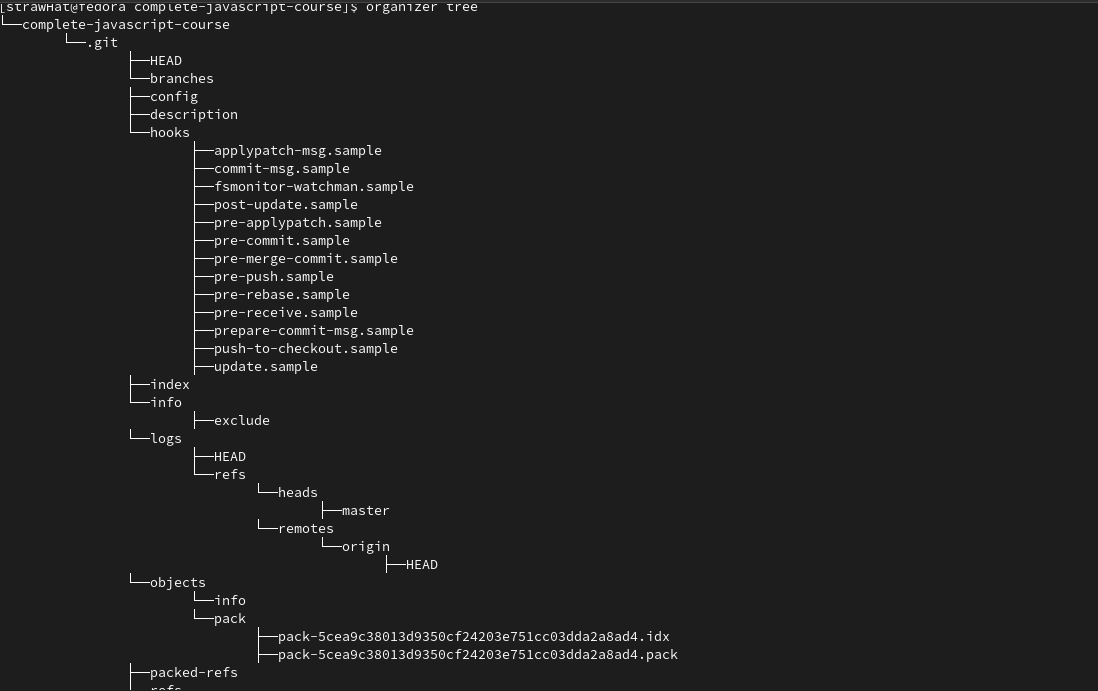 [strawHat@fedora complete-javascript-course]$ organizer tree
└──complete-javascript-course
└──.git
├──HEAD
└──branches
├──config
├──description
└──hooks
├──applypatch-msg.sample
├──commit-msg.sample
├──fsmonitor-watchman.sample
├──post-update.sample
├──pre-applypatch.sample
├──pre-commit.sample
├──pre-merge-commit.sample
├──pre-push.sample
├──pre-rebase.sample
├──pre-receive.sample
├──prepare-commit-msg.sample
├──push-to-checkout.sample
├──update.sample
├──index
└──info
├──exclude
└──logs
├──HEAD
└──refs
└──heads
├──master
└──remotes
└──origin
├──HEAD
└──objects
└──info
└──pack
├──pack-5cea9c38013d9350cf24203e751cc03dda2a8ad4.idx
├──pack-5cea9c38013d9350cf24203e751cc03dda2a8ad4.pack
├──packed-refs
└──refs